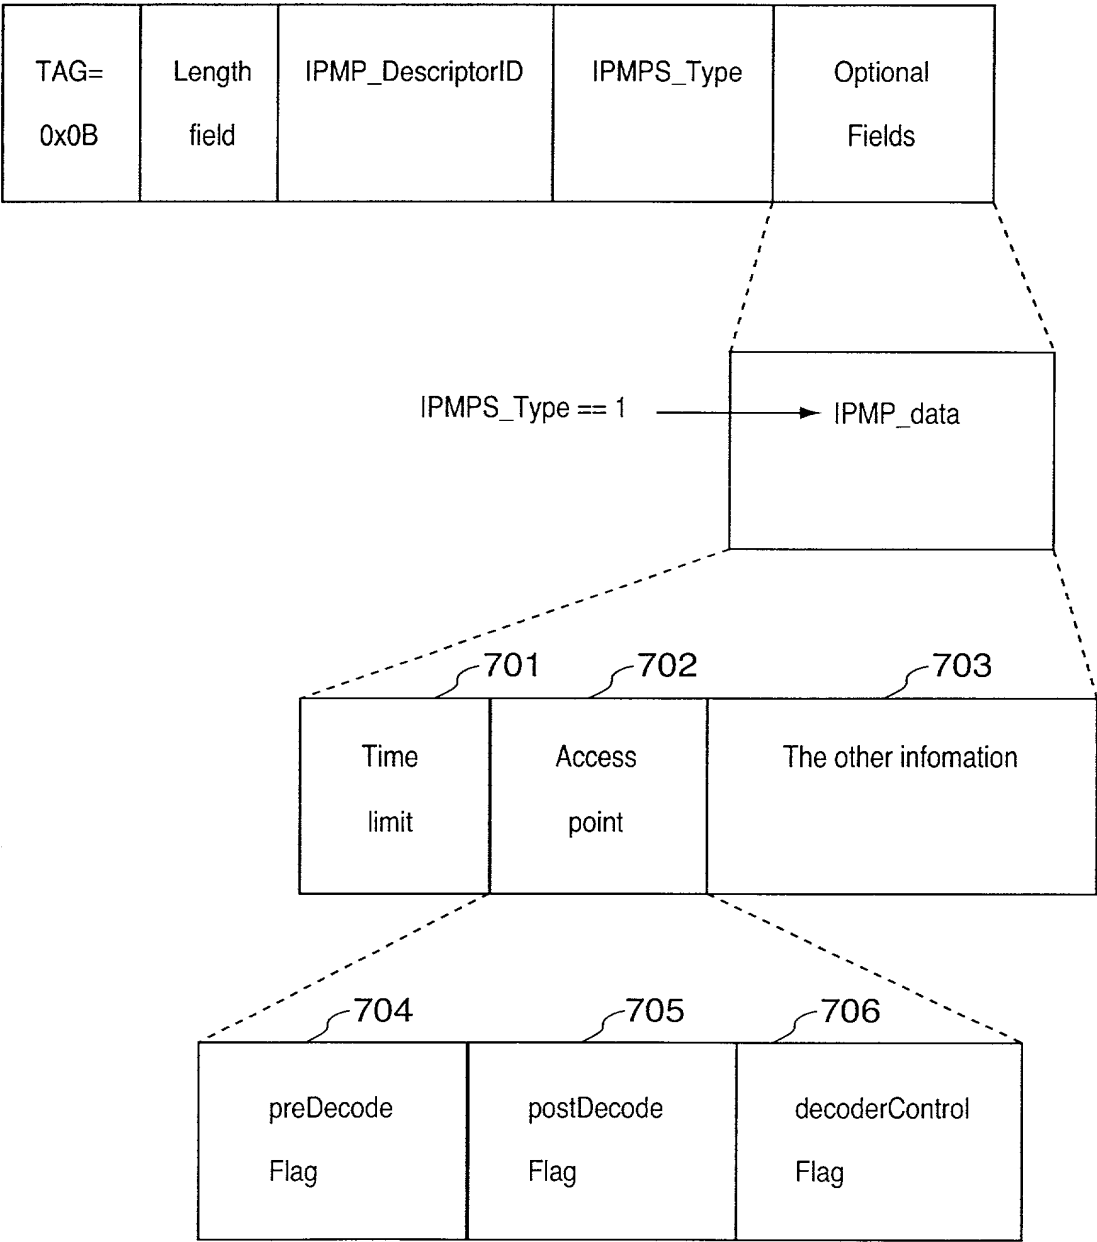 TAG=
0x0B
Length
field
IPMP_DescriptorID
IPMPS_Type
Optional
Fields
IPMPS_Type == 1
IPMP_data
701
702
703
Time
limit
Access
point
The other infomation
704
705
706
preDecode
Flag
postDecode
Flag
decoderControl
Flag